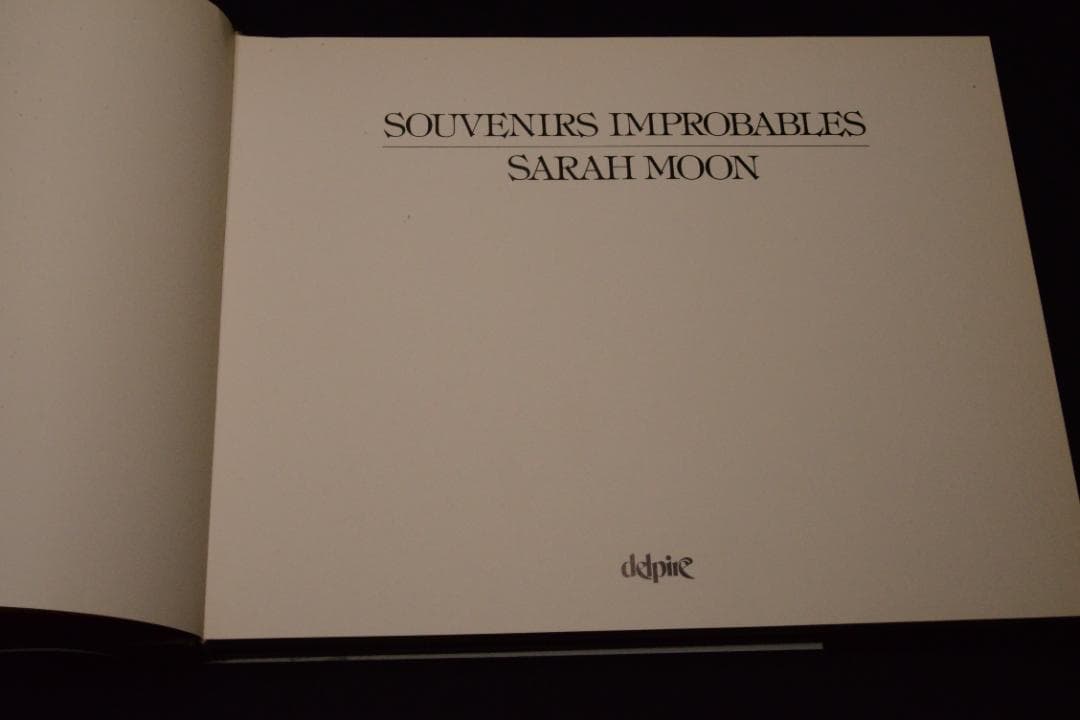 SOUVENIRS IMPROBABLES
SARAH MOON
delpire